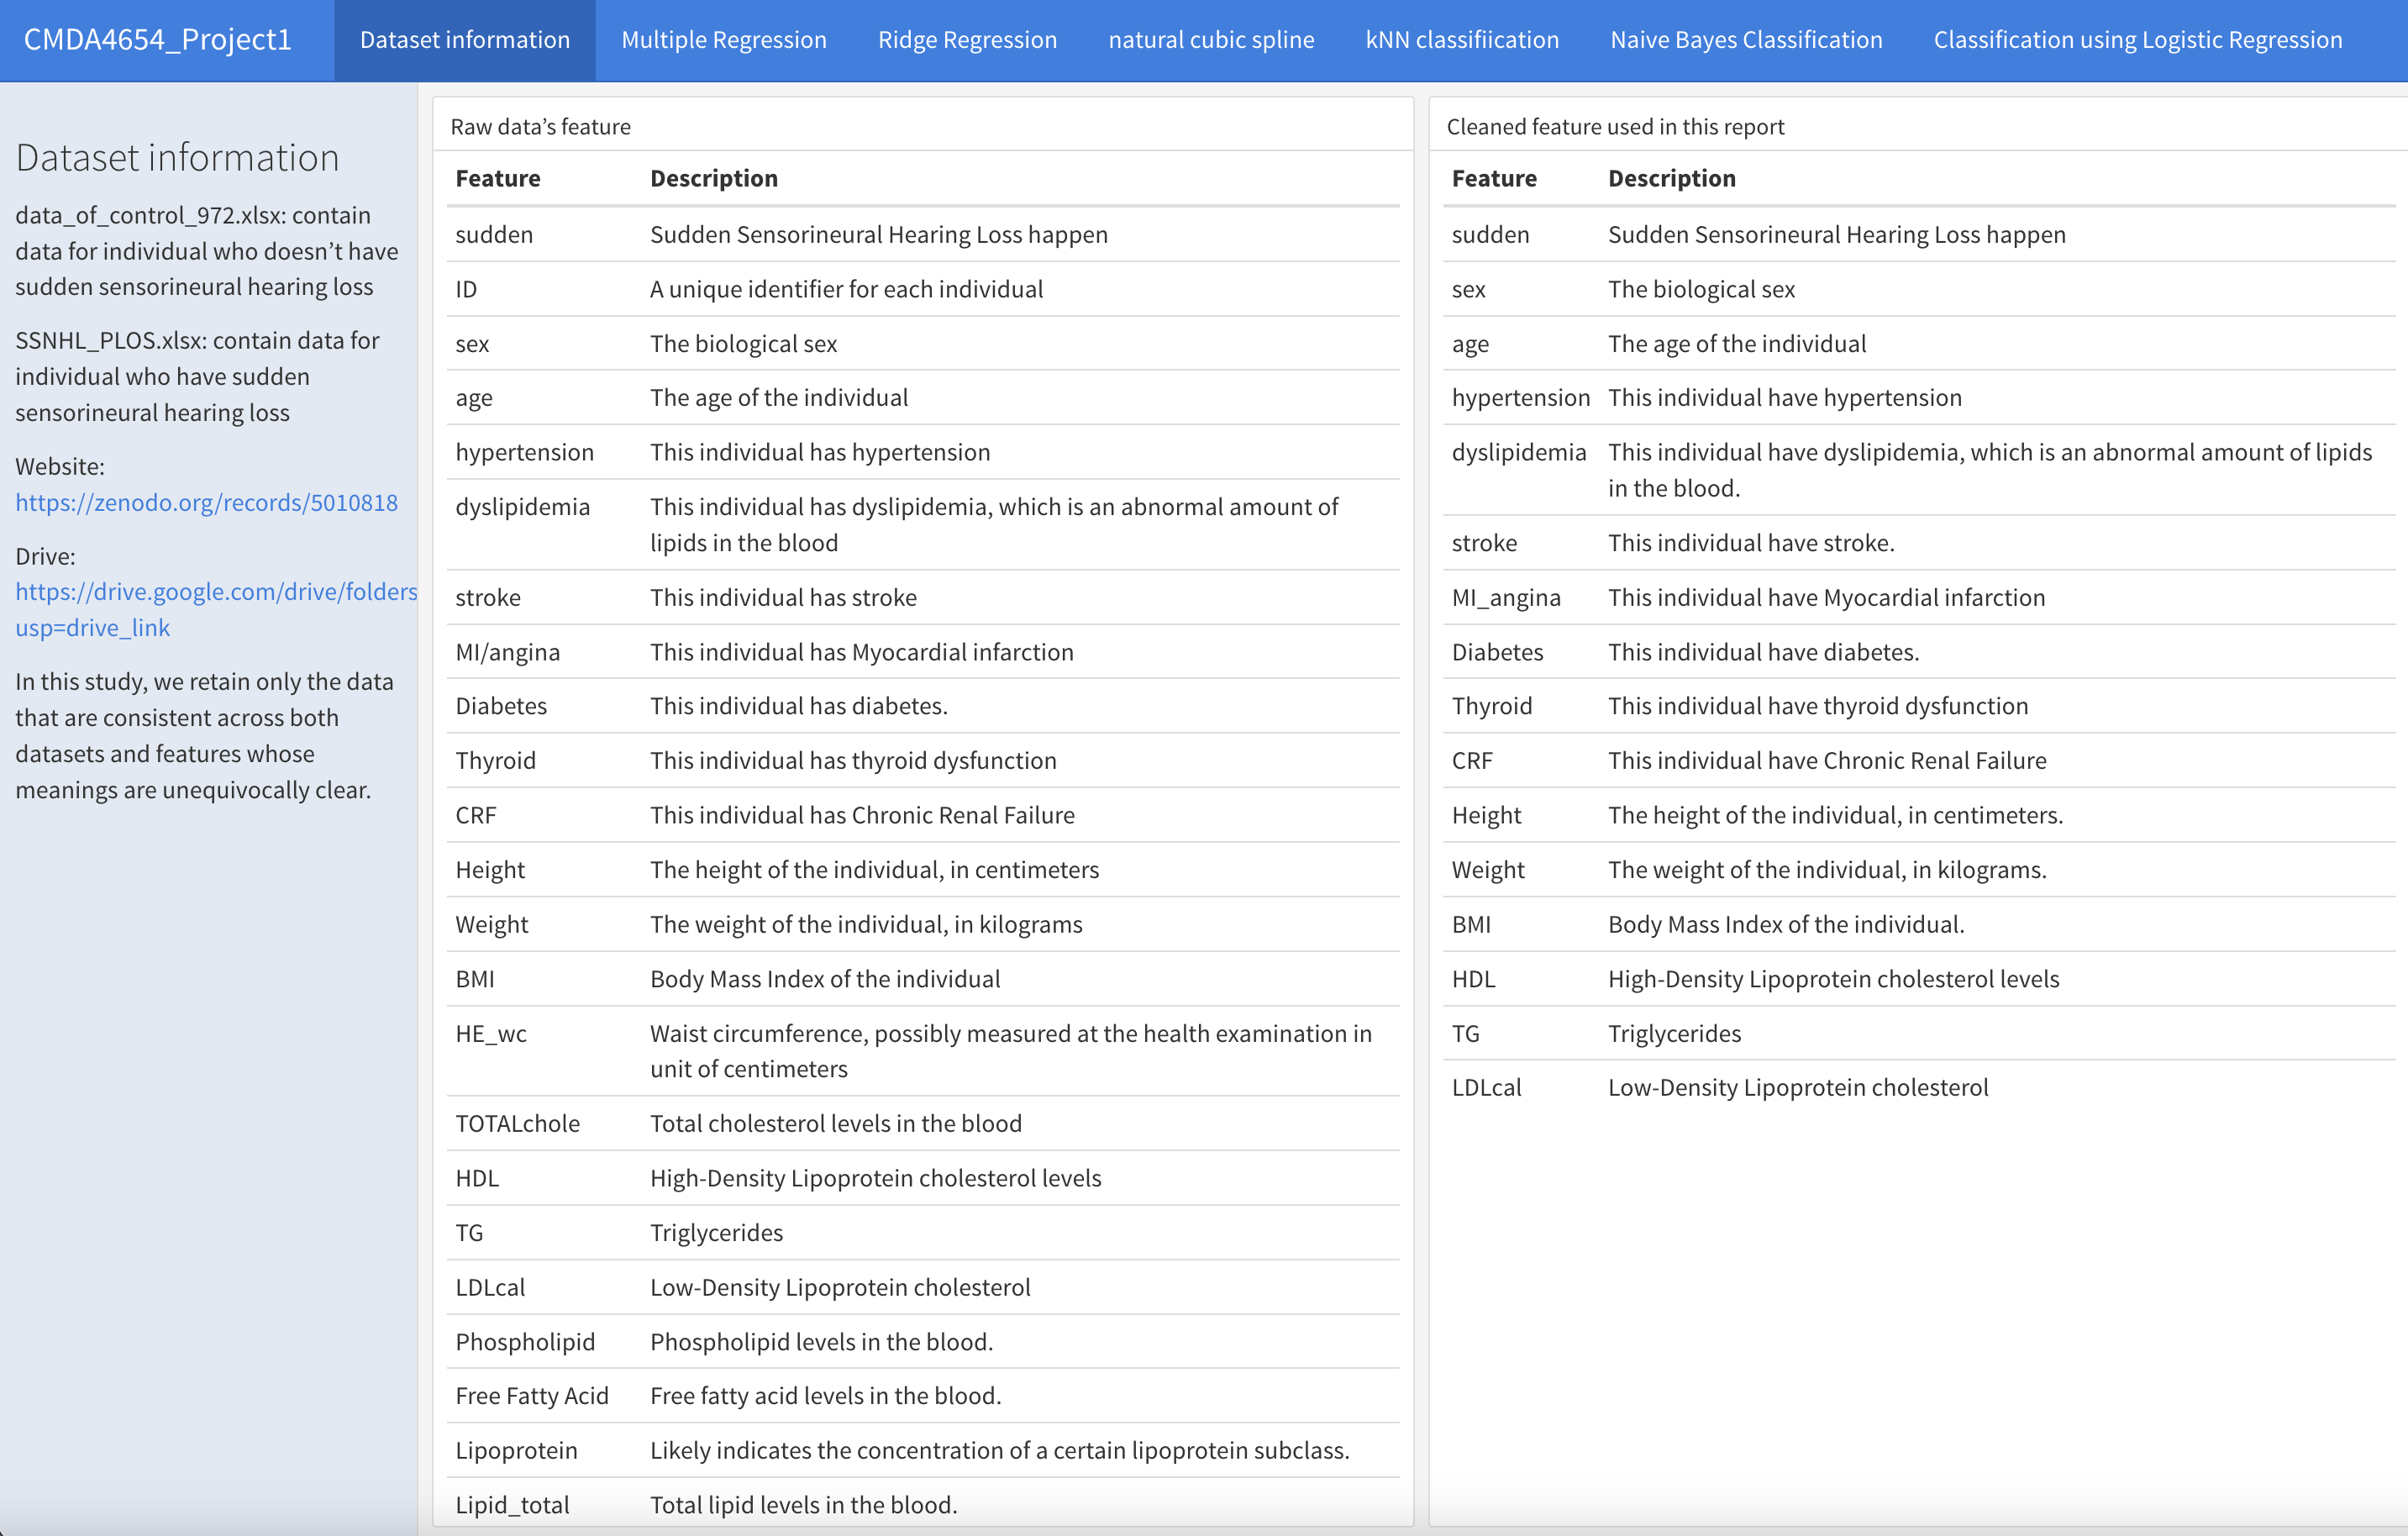 CMDA4654_Project1
Dataset information
Multiple Regression
Ridge Regression
natural cubic spline
kNN classifiication
Naive Bayes Classification
Classification using Logistic Regression
Dataset information
data_of_control_972.xlsx: contain
data for individual who doesn’t have
sudden sensorineural hearing loss
SSNHL_PLOS.xlsx: contain data for
individual who have sudden
sensorineural hearing loss
Website:
https://zenodo.org/records/5010818
Drive:
https://drive.google.com/drive/folders
usp=drive_link
In this study, we retain only the data
that are consistent across both
datasets and features whose
meanings are unequivocally clear.
Raw data’s feature
Feature Description
sudden Sudden Sensorineural Hearing Loss happen
ID A unique identifier for each individual
sex The biological sex
age The age of the individual
hypertension This individual has hypertension
dyslipidemia This individual has dyslipidemia, which is an abnormal amount of
lipids in the blood
stroke This individual has stroke
MI/angina This individual has Myocardial infarction
Diabetes This individual has diabetes.
Thyroid This individual has thyroid dysfunction
CRF This individual has Chronic Renal Failure
Height The height of the individual, in centimeters
Weight The weight of the individual, in kilograms
BMI Body Mass Index of the individual
HE_wc Waist circumference, possibly measured at the health examination in
unit of centimeters
TOTALchole Total cholesterol levels in the blood
HDL High-Density Lipoprotein cholesterol levels
TG Triglycerides
LDLcal Low-Density Lipoprotein cholesterol
Phospholipid Phospholipid levels in the blood.
Free Fatty Acid Free fatty acid levels in the blood.
Lipoprotein Likely indicates the concentration of a certain lipoprotein subclass.
Lipid_total Total lipid levels in the blood.
Cleaned feature used in this report
Feature Description
sudden Sudden Sensorineural Hearing Loss happen
sex The biological sex
age The age of the individual
hypertension This individual have hypertension
dyslipidemia This individual have dyslipidemia, which is an abnormal amount of lipids
in the blood.
stroke This individual have stroke.
MI_angina This individual have Myocardial infarction
Diabetes This individual have diabetes.
Thyroid This individual have thyroid dysfunction
CRF This individual have Chronic Renal Failure
Height The height of the individual, in centimeters.
Weight The weight of the individual, in kilograms.
BMI Body Mass Index of the individual.
HDL High-Density Lipoprotein cholesterol levels
TG Triglycerides
LDLcal Low-Density Lipoprotein cholesterol